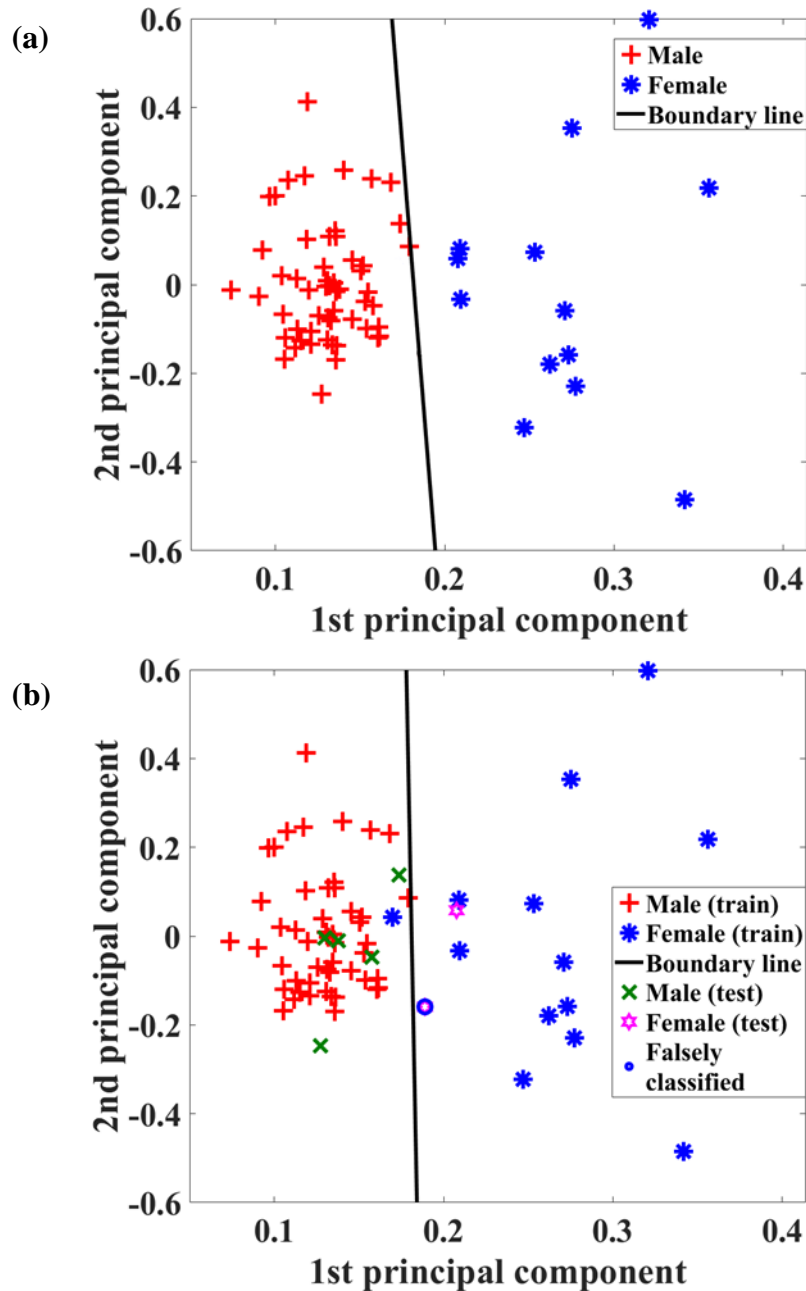 (a)
0.6
0.4
0.2
0
-0.2
-0.4
-0.6
2nd principal component
Male
Female
Boundary line
0.1
0.2
0.3
0.4
1st principal component
(b)
0.6
0.4
0.2
0
-0.2
-0.4
-0.6
2nd principal component
Male (train)
Female (train)
Boundary line
Male (test)
Female (test)
Falsely
classified
0.1
0.2
0.3
0.4
1st principal component